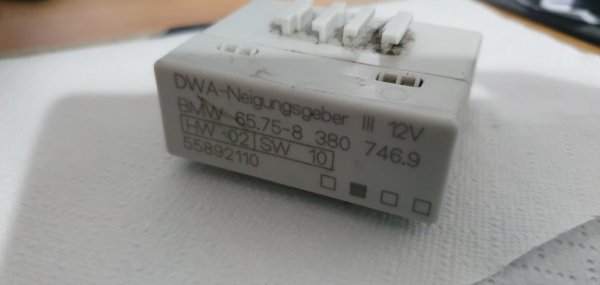 DWA-Neigungsgeber III 12V
BMW 65.75-8 380 746.9
HW 02 SW 10
55892110